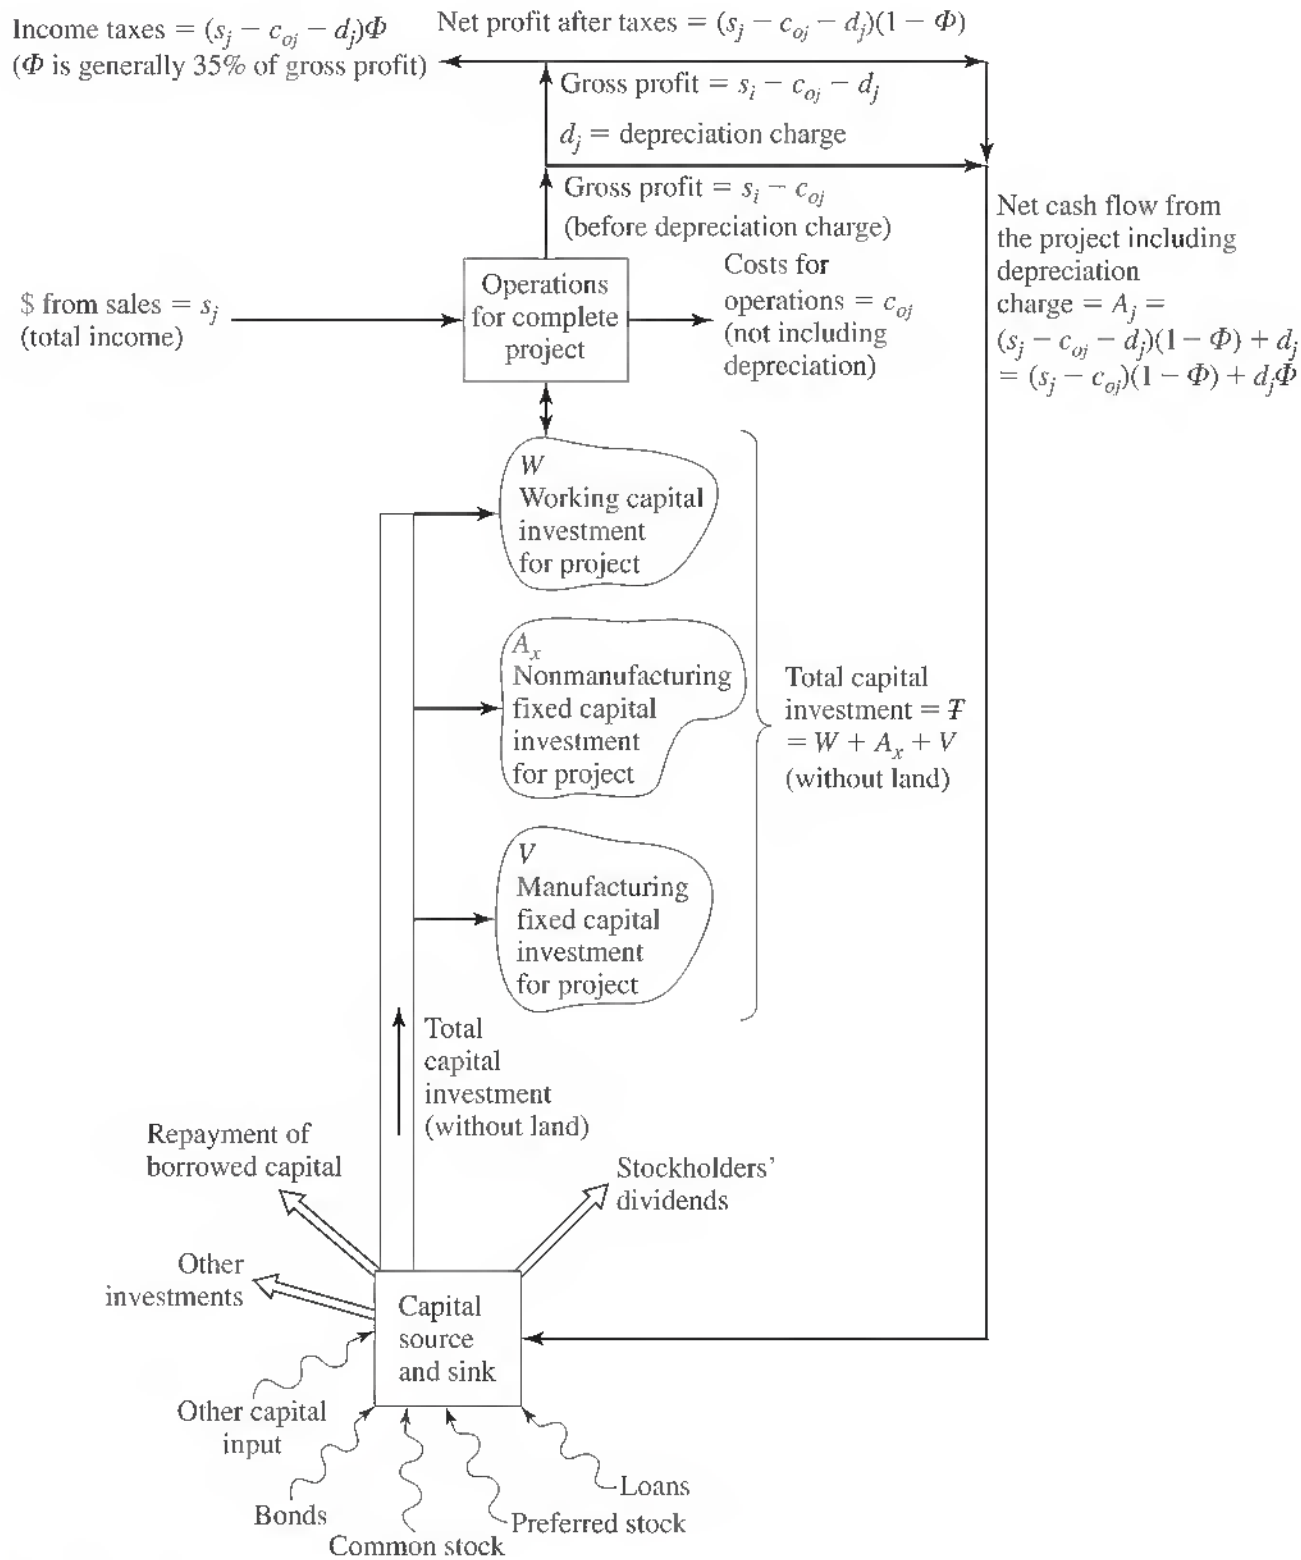 Income taxes = (s_j − c_oj − d_j)Φ
(Φ is generally 35% of gross profit)
Net profit after taxes = (s_j − c_oj − d_j)(1 − Φ)
Gross profit = s_i − c_oj − d_j
d_j = depreciation charge
Gross profit = s_i − c_oj
(before depreciation charge)
Net cash flow from
the project including
depreciation
charge = A_j =
(s_j − c_oj − d_j)(1 − Φ) + d_j
= (s_j − c_oj)(1 − Φ) + d_jΦ
$ from sales = s_j
(total income)
Operations
for complete
project
Costs for
operations = c_oj
(not including
depreciation)
W
Working capital
investment
for project
A_x
Nonmanufacturing
fixed capital
investment
for project
V
Manufacturing
fixed capital
investment
for project
Total capital
investment = T
= W + A_x + V
(without land)
Total
capital
investment
(without land)
Repayment of
borrowed capital
Stockholders’
dividends
Other
investments
Capital
source
and sink
Other capital
input
Bonds
Common stock
Preferred stock
Loans